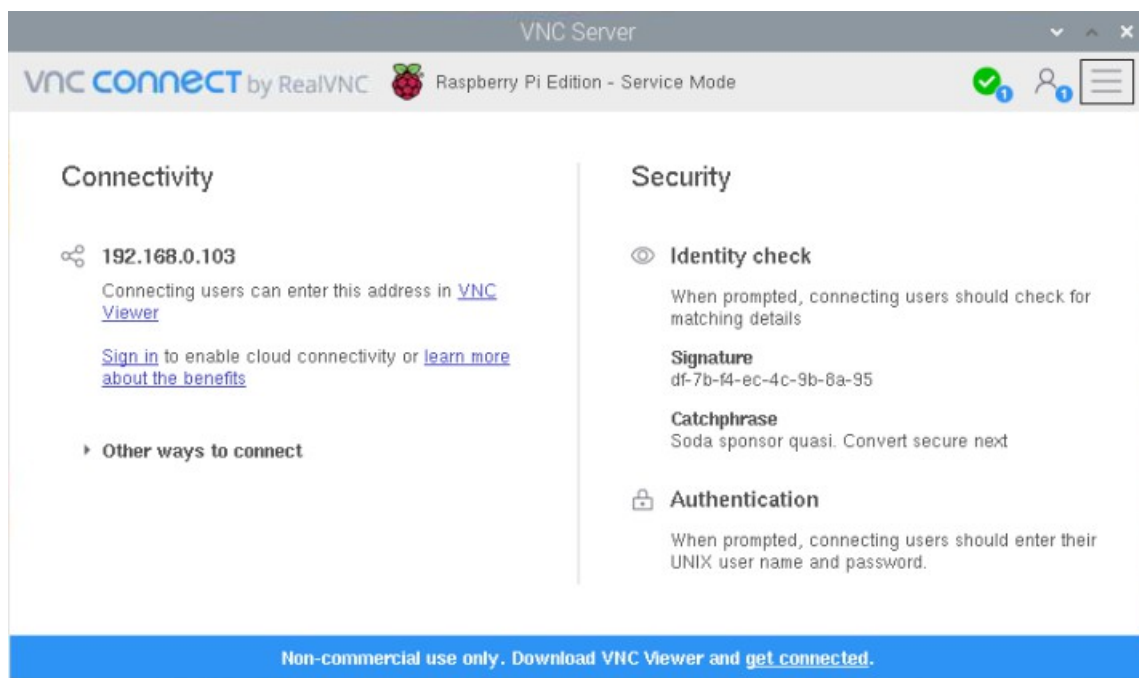 VNC Server
vnc connect by RealVNC Raspberry Pi Edition - Service Mode
1
1
Connectivity
192.168.0.103
Connecting users can enter this address in VNC
Viewer
Sign in to enable cloud connectivity or learn more
about the benefits
Other ways to connect
Security
Identity check
When prompted, connecting users should check for
matching details
Signature
df-7b-f4-ec-4c-9b-8a-95
Catchphrase
Soda sponsor quasi. Convert secure next
Authentication
When prompted, connecting users should enter their
UNIX user name and password.
Non-commercial use only. Download VNC Viewer and get connected.